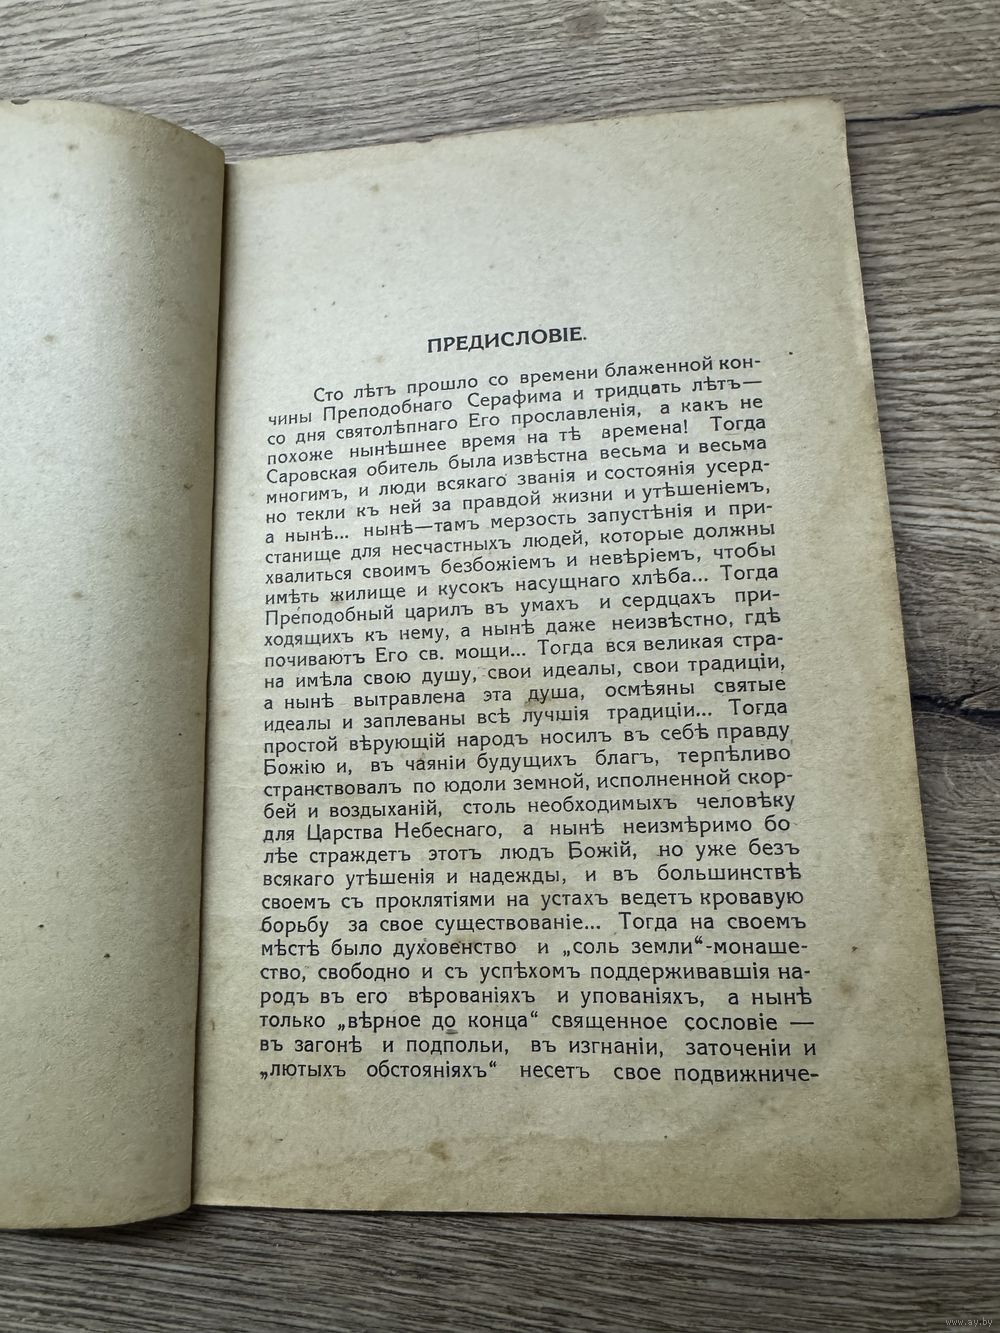 ПРЕДИСЛОВІЕ.
Сто лѣтъ прошло со времени блаженной кон-
чины Преподобнаго Серафима и тридцать лѣтъ—
со дня святолѣпнаго Его прославленія, а какъ не
похоже нынѣшнее время на тѣ времена! Тогда
Саровская обитель была извѣстна весьма и весьма
многимъ, и люди всякаго званія и состоянія усерд-
но текли къ ней за правдой жизни и утѣшеніемъ,
а нынѣ... нынѣ—тамъ мерзость запустѣнія и при-
станище для несчастныхъ людей, которые должны
хвалиться своимъ безбожіемъ и невѣріемъ, чтобы
имѣть жилище и кусокъ насущнаго хлѣба... Тогда
Преподобный царилъ въ умахъ и сердцахъ при-
ходящихъ къ нему, а нынѣ даже неизвѣстно, гдѣ
почиваютъ Его св. мощи... Тогда вся великая стра-
на имѣла свою душу, свои идеалы, свои традиціи,
а нынѣ вытравлена эта душа, осмѣяны святые
идеалы и заплеваны всѣ лучшія традиціи... Тогда
простой вѣрующій народъ носилъ въ себѣ правду
Божію и, въ чаяніи будущихъ благъ, терпѣливо
странствовалъ по юдоли земной, исполненной скор-
бей и воздыханій, столь необходимыхъ человѣку
для Царства Небеснаго, а нынѣ неизмѣримо бо
лѣе страждетъ этотъ людъ Божій, но уже безъ
всякаго утѣшенія и надежды, и въ большинствѣ
своемъ съ проклятіями на устахъ ведетъ кровавую
борьбу за свое существованіе... Тогда на своемъ
мѣстѣ было духовенство и „соль земли“-монаше-
ство, свободно и съ успѣхомъ поддерживавшія на-
родъ въ его вѣрованіяхъ и упованіяхъ, а нынѣ
только „вѣрное до конца“ священное сословіе —
въ загонѣ и подпольи, въ изгнаніи, заточеніи и
„лютыхъ обстояніяхъ“ несетъ свое подвижниче-
www.ay.by